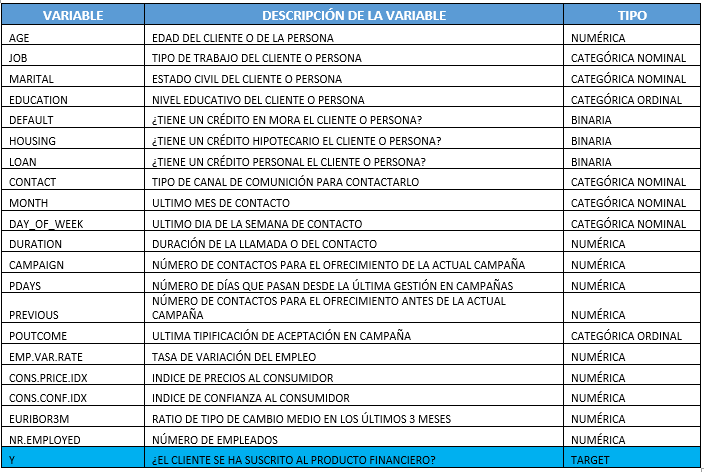 VARIABLE DESCRIPCIÓN DE LA VARIABLE TIPO
AGE EDAD DEL CLIENTE O DE LA PERSONA NUMÉRICA
JOB TIPO DE TRABAJO DEL CLIENTE O PERSONA CATEGÓRICA NOMINAL
MARITAL ESTADO CIVIL DEL CLIENTE O PERSONA CATEGÓRICA NOMINAL
EDUCATION NIVEL EDUCATIVO DEL CLIENTE O PERSONA CATEGÓRICA ORDINAL
DEFAULT ¿TIENE UN CRÉDITO EN MORA EL CLIENTE O PERSONA? BINARIA
HOUSING ¿TIENE UN CRÉDITO HIPOTECARIO EL CLIENTE O PERSONA? BINARIA
LOAN ¿TIENE UN CRÉDITO PERSONAL EL CLIENTE O PERSONA? BINARIA
CONTACT TIPO DE CANAL DE COMUNICIÓN PARA CONTACTARLO CATEGÓRICA NOMINAL
MONTH ULTIMO MES DE CONTACTO CATEGÓRICA NOMINAL
DAY_OF_WEEK ULTIMO DIA DE LA SEMANA DE CONTACTO CATEGÓRICA NOMINAL
DURATION DURACIÓN DE LA LLAMADA O DEL CONTACTO NUMÉRICA
CAMPAIGN NÚMERO DE CONTACTOS PARA EL OFRECIMIENTO DE LA ACTUAL CAMPAÑA NUMÉRICA
PDAYS NÚMERO DE DÍAS QUE PASAN DESDE LA ÚLTIMA GESTIÓN EN CAMPAÑAS NUMÉRICA
NÚMERO DE CONTACTOS PARA EL OFRECIMIENTO ANTES DE LA ACTUAL
PREVIOUS CAMPAÑA NUMÉRICA
POUTCOME ULTIMA TIPIFICACIÓN DE ACEPTACIÓN EN CAMPAÑA CATEGÓRICA ORDINAL
EMP.VAR.RATE TASA DE VARIACIÓN DEL EMPLEO NUMÉRICA
CONS.PRICE.IDX INDICE DE PRECIOS AL CONSUMIDOR NUMÉRICA
CONS.CONF.IDX INDICE DE CONFIANZA AL CONSUMIDOR NUMÉRICA
EURIBOR3M RATIO DE TIPO DE CAMBIO MEDIO EN LOS ÚLTIMOS 3 MESES NUMÉRICA
NR.EMPLOYED NÚMERO DE EMPLEADOS NUMÉRICA
Y ¿EL CLIENTE SE HA SUSCRITO AL PRODUCTO FINANCIERO? TARGET